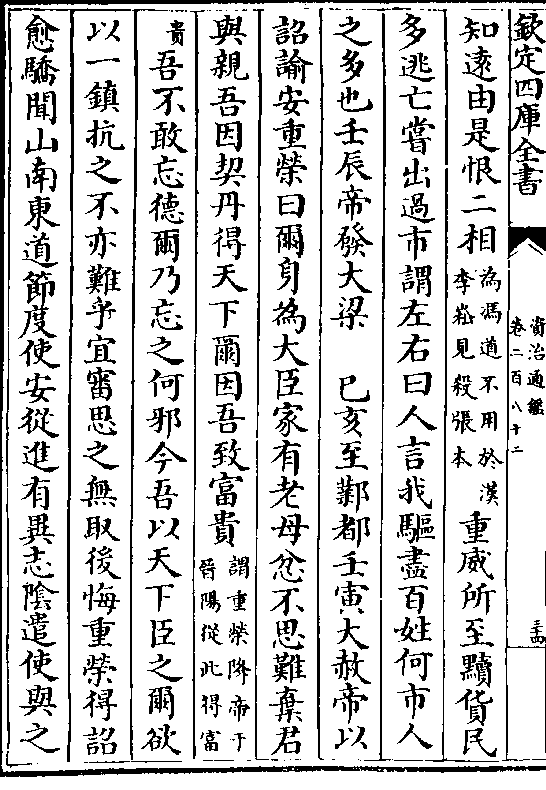 欽定四庫全書
資治通鑑
卷二百八十二
知遠由是恨二相為馮道不用於漢李崧見殺張本重威所至黷貨民
多逃亡嘗出過市謂左右曰人言我驅盡百姓何市人
之多也壬辰帝發大梁　己亥至鄴都壬寅大赦帝以
詔諭安重榮曰爾身為大臣家有老母忿不思難棄君
與親吾因契丹得天下爾因吾致富貴謂重榮降帝于晉陽從此得富
貴吾不敢忘德爾乃忘之何邪今吾以天下臣之爾欲
以一鎮抗之不亦難乎宜審思之無取後悔重榮得詔
愈驕聞山南東道節度使安從進有異志陰遣使與之